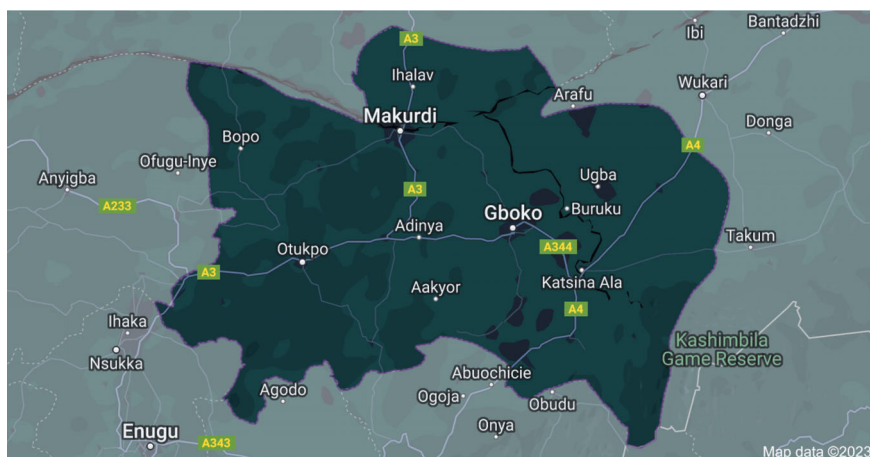 A3
Ibi
Bantadzhi
Ihalav
Wukari
Arafu
Makurdi
Donga
Bopo
A4
Ofugu-Inye
Anyigba
Ugba
A3
A233
Buruku
Gboko
Adinya
Takum
A344
Otukpo
A3
Katsina Ala
Aakyor
A4
Ihaka
Kashimbila
Game Reserve
Nsukka
Abuochicie
Agodo
Ogoja
Obudu
Onya
Enugu
A343
Map data ©2023